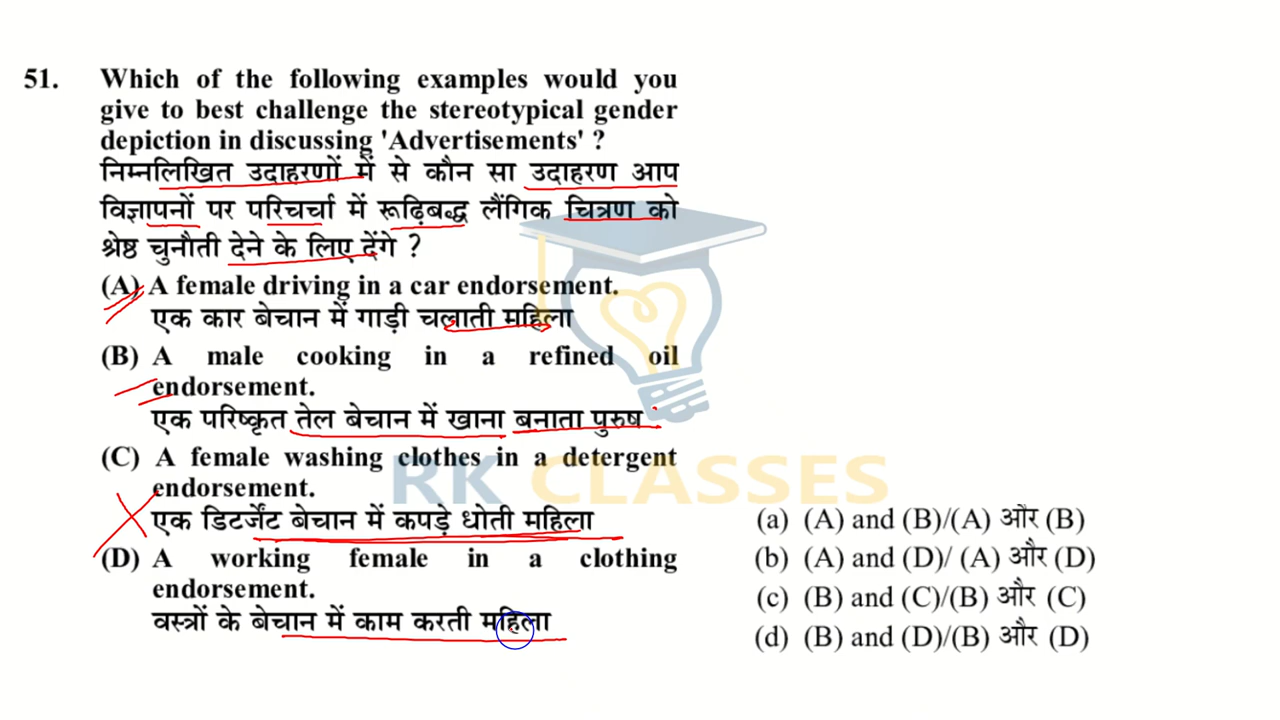 51. Which of the following examples would you
give to best challenge the stereotypical gender
depiction in discussing 'Advertisements' ?
निम्नलिखित उदाहरणों में से कौन सा उदाहरण आप
विज्ञापनों पर परिचर्चा में रूढ़िबद्ध लैंगिक चित्रण को
श्रेष्ठ चुनौती देने के लिए देंगे ?
(A) A female driving in a car endorsement.
एक कार बेचान में गाड़ी चलाती महिला
(B) A male cooking in a refined oil
endorsement.
एक परिष्कृत तेल बेचान में खाना बनाता पुरुष
(C) A female washing clothes in a detergent
endorsement.
एक डिटर्जेंट बेचान में कपड़े धोती महिला
(D) A working female in a clothing
endorsement.
वस्त्रों के बेचान में काम करती महिला
(a) (A) and (B)/(A) और (B)
(b) (A) and (D)/ (A) और (D)
(c) (B) and (C)/(B) और (C)
(d) (B) and (D)/(B) और (D)
RK CLASSES